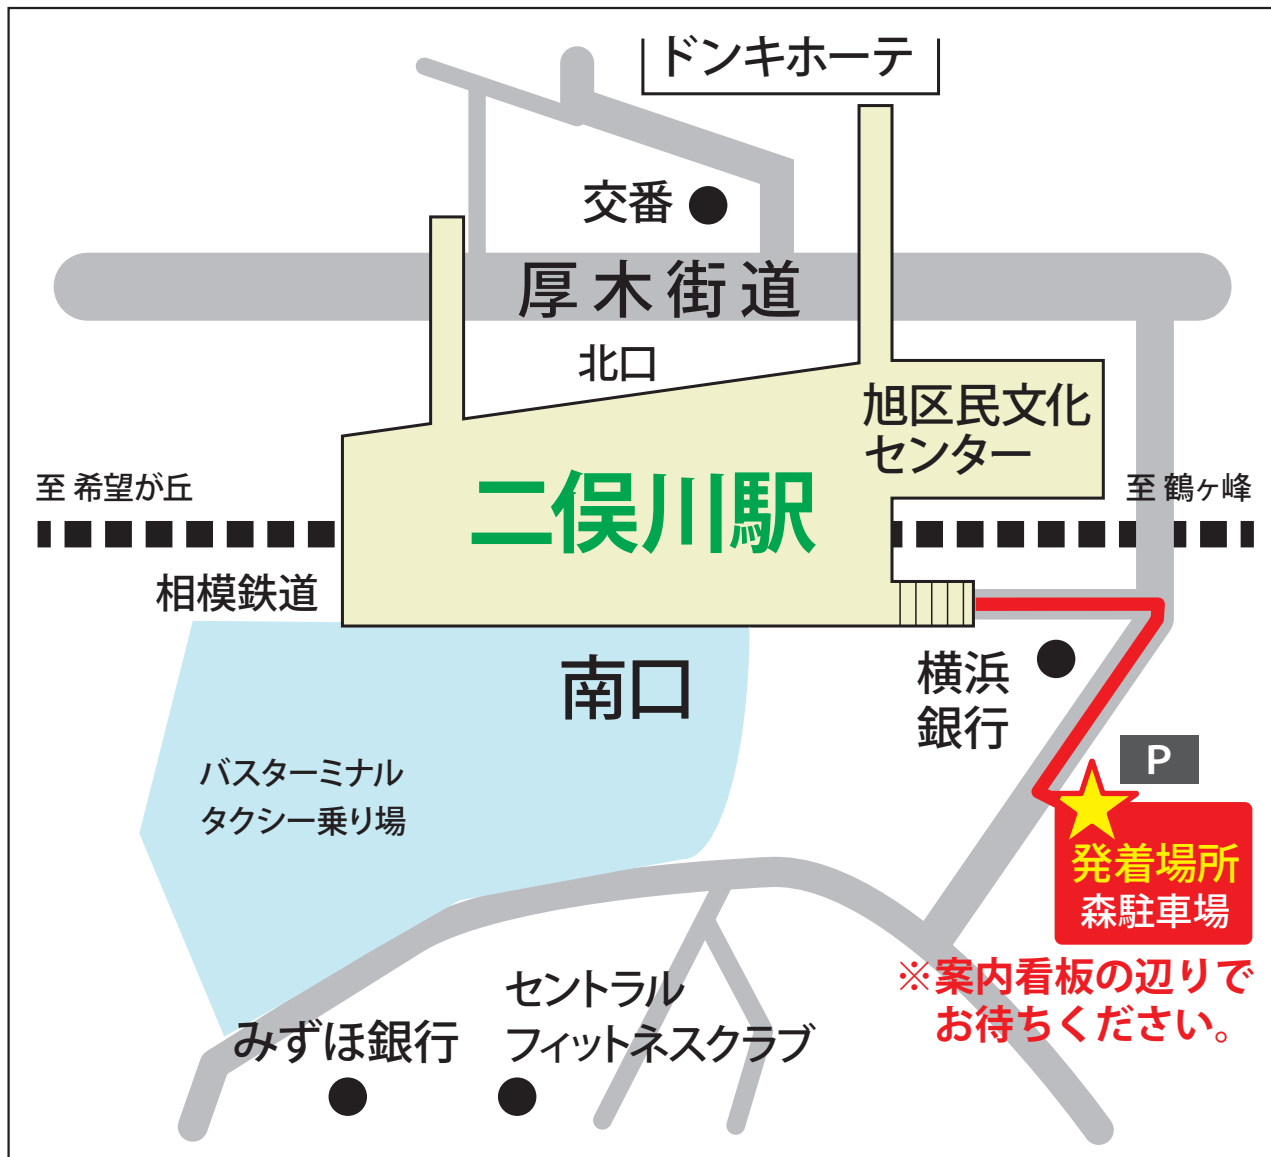 ドンキホーテ
交番
厚木街道
北口
旭区民文化
センター
至 希望が丘
二俣川駅
至 鶴ヶ峰
相模鉄道
南口
横浜
銀行
P
バスターミナル
タクシー乗り場
発着場所
森駐車場
※案内看板の辺りで
お待ちください。
セントラル
フィットネスクラブ
みずほ銀行